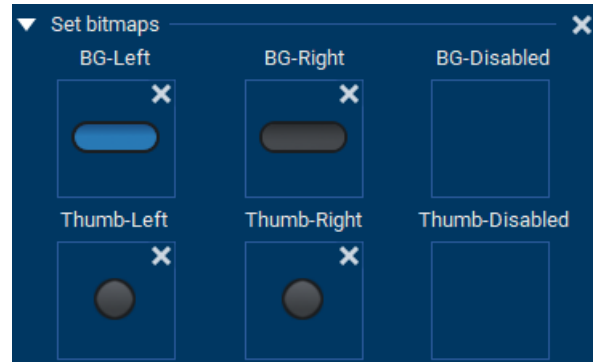 Set bitmaps
BG-Left BG-Right BG-Disabled
Thumb-Left Thumb-Right Thumb-Disabled